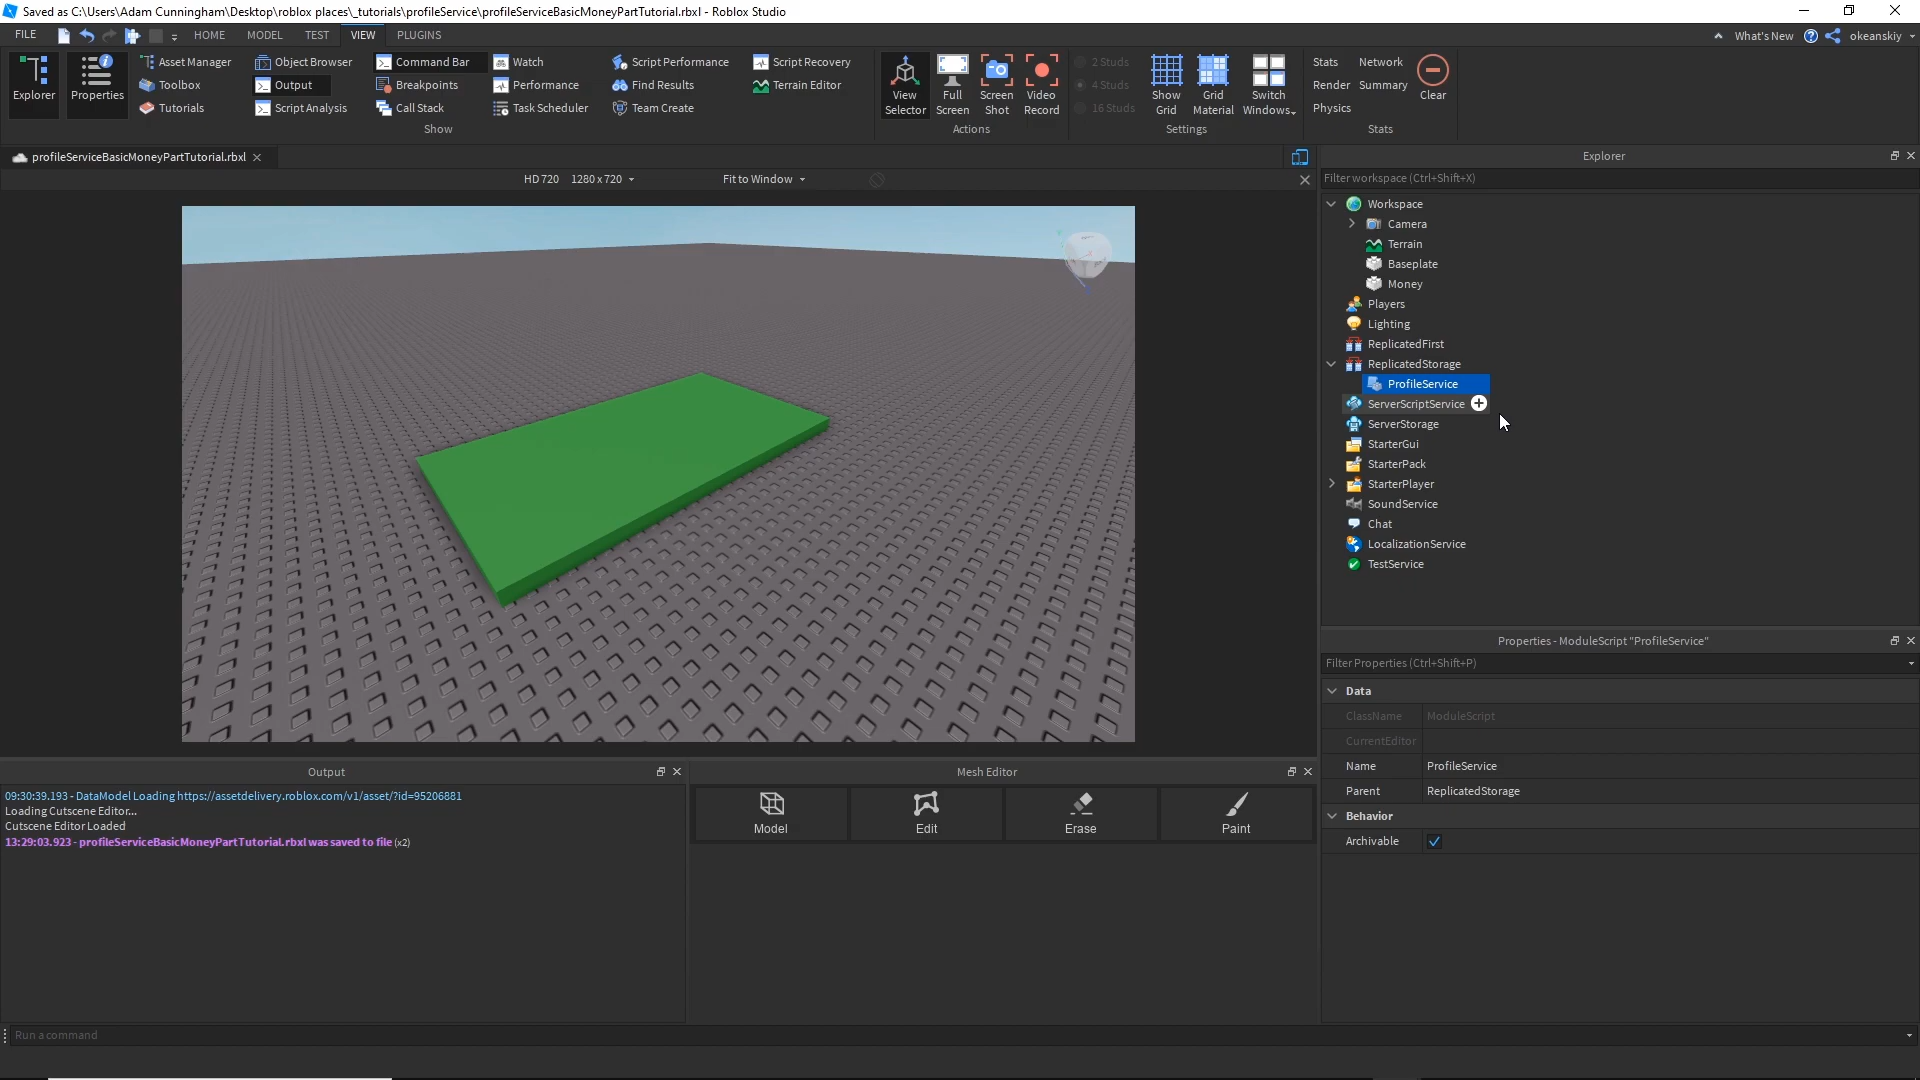 Saved as C:\Users\Adam Cunningham\Desktop\roblox places\_tutorials\profileService\profileServiceBasicMoneyPartTutorial.rbxl - Roblox Studio
FILE HOME MODEL TEST VIEW PLUGINS What's New okeanskiy
Explorer
Properties
Asset Manager
Toolbox
Tutorials
Object Browser
Output
Script Analysis
Command Bar
Breakpoints
Call Stack
Watch
Performance
Task Scheduler
Script Performance
Find Results
Team Create
Script Recovery
Terrain Editor
Show
View
Selector
Full
Screen
Screen
Shot
Video
Record
Actions
2 Studs
4 Studs
16 Studs
Show
Grid
Grid
Material
Switch
Windows
Settings
Stats
Render
Physics
Network
Summary
Clear
Stats
profileServiceBasicMoneyPartTutorial.rbxl
HD720 1280x720 Fit to Window
Explorer
Filter workspace (Ctrl+Shift+X)
Workspace
Camera
Terrain
Baseplate
Money
Players
Lighting
ReplicatedFirst
ReplicatedStorage
ProfileService
ServerScriptService
ServerStorage
StarterGui
StarterPack
StarterPlayer
SoundService
Chat
LocalizationService
TestService
Properties - ModuleScript "ProfileService"
Filter Properties (Ctrl+Shift+P)
Data
ClassName ModuleScript
CurrentEditor
Name ProfileService
Parent ReplicatedStorage
Behavior
Archivable
Output
09:30:39.193 - DataModel Loading https://assetdelivery.roblox.com/v1/asset/?id=95206881
Loading Cutscene Editor...
Cutscene Editor Loaded
13:29:03.923 - profileServiceBasicMoneyPartTutorial.rbxl was saved to file (x2)
Mesh Editor
Model Edit Erase Paint
Run a command